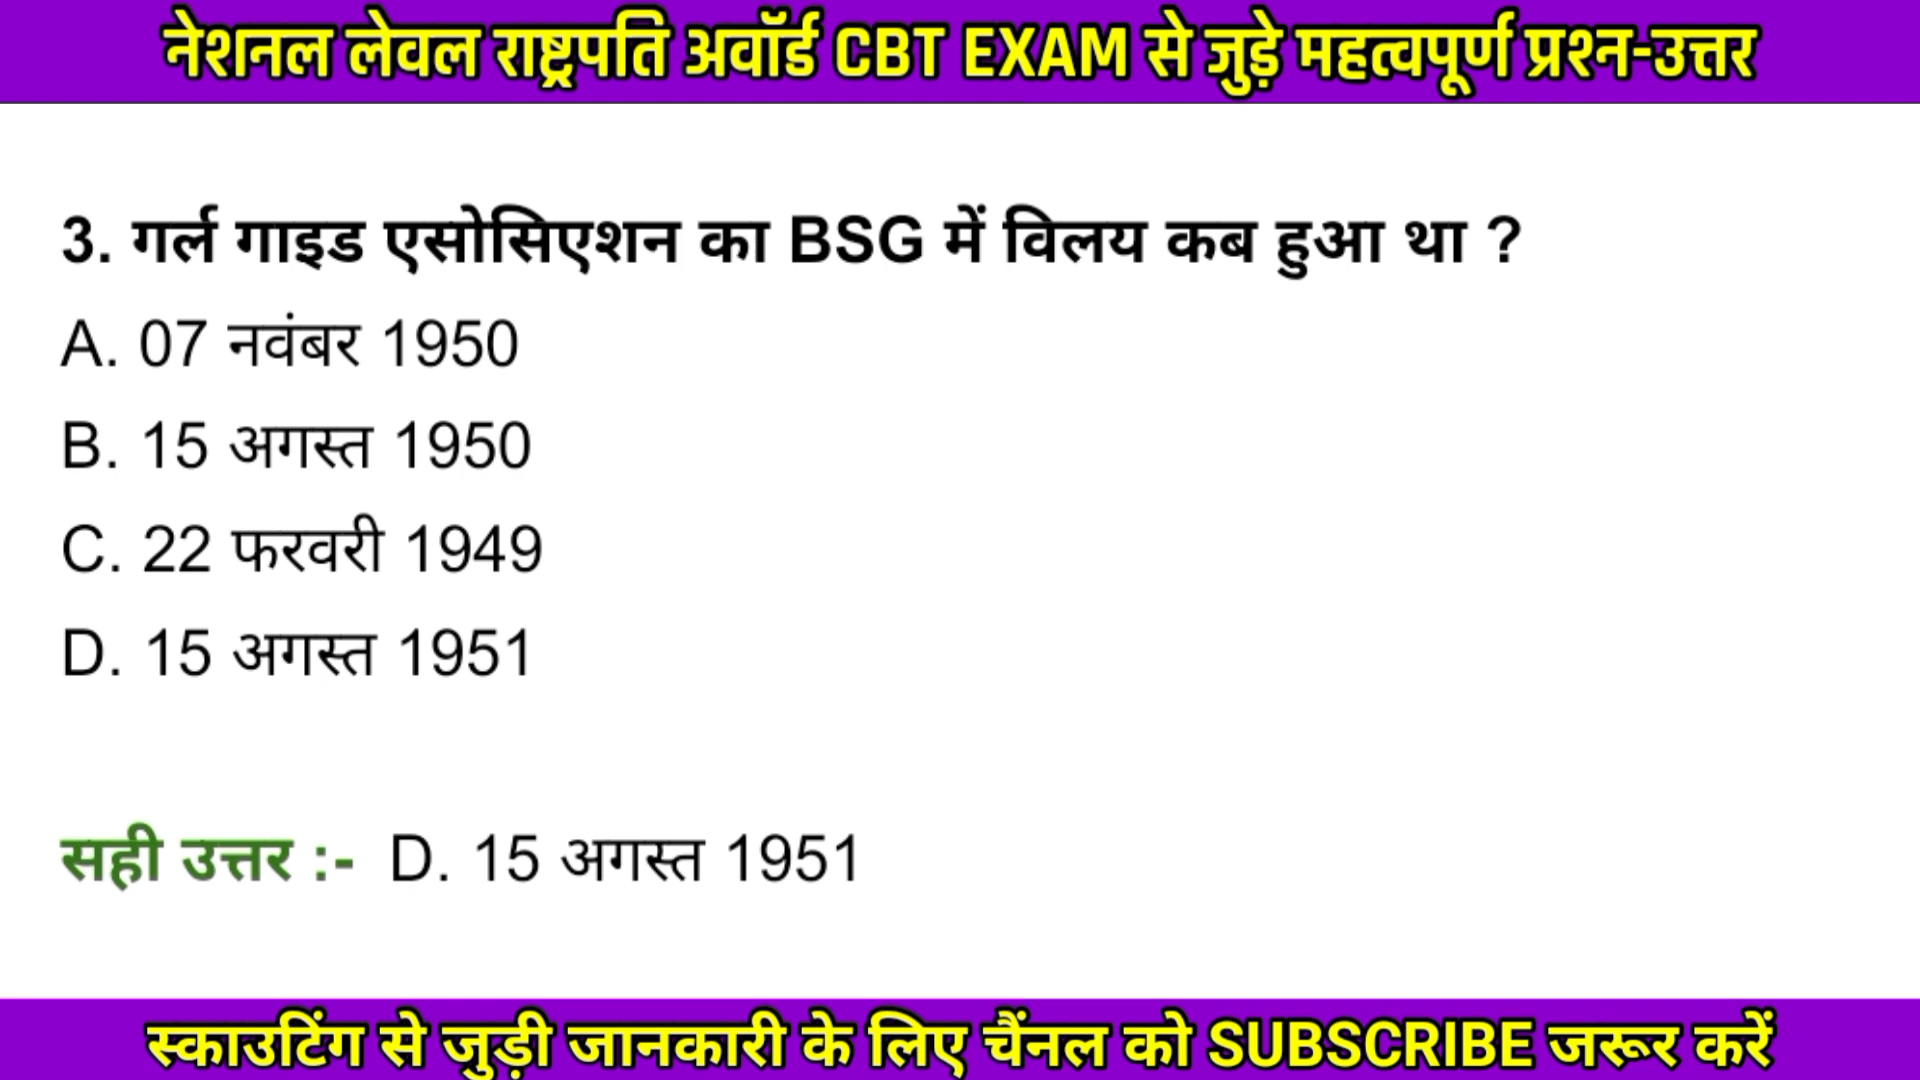 नेशनल लेवल राष्ट्रपति अवॉर्ड CBT EXAM से जुड़े महत्वपूर्ण प्रश्न-उत्तर
3. गर्ल गाइड एसोसिएशन का BSG में विलय कब हुआ था ?
A. 07 नवंबर 1950
B. 15 अगस्त 1950
C. 22 फरवरी 1949
D. 15 अगस्त 1951
सही उत्तर :- D. 15 अगस्त 1951
स्काउटिंग से जुड़ी जानकारी के लिए चैंनल को SUBSCRIBE जरूर करें